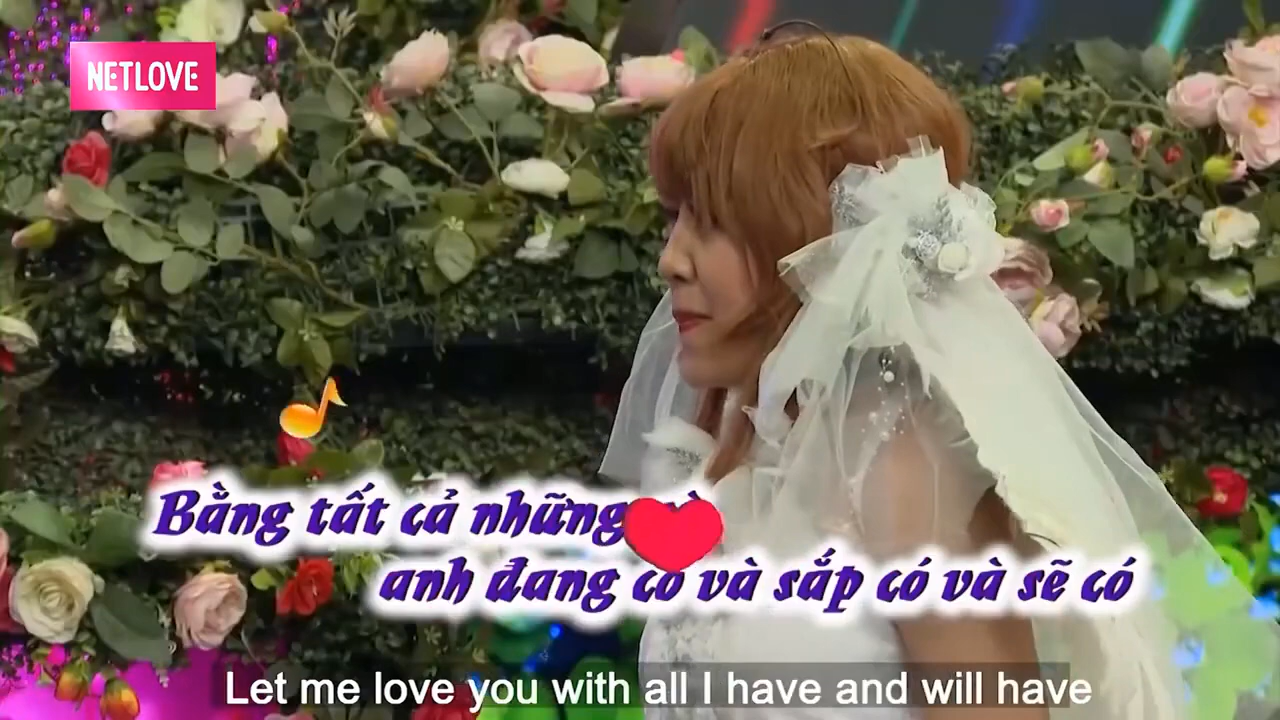 NETLOVE
Bằng tất cả những
anh đang có và sắp có và sẽ có
Let me love you with all I have and will have